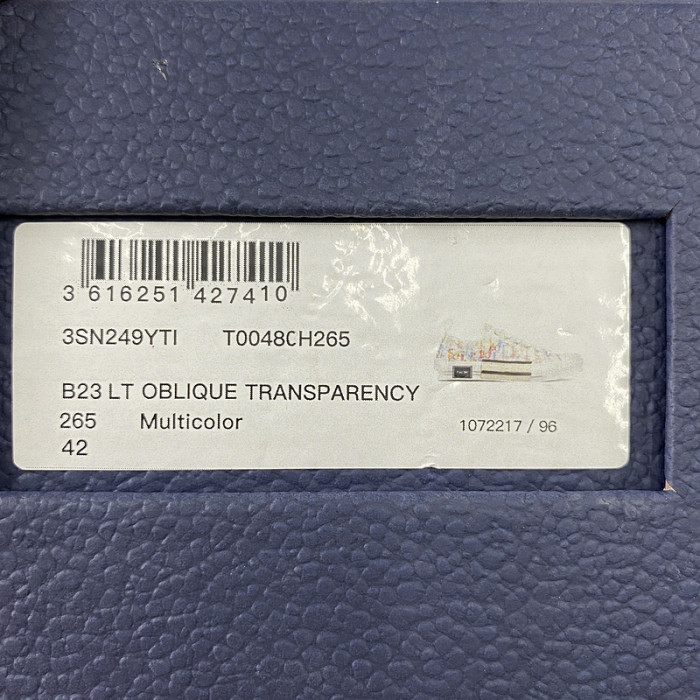 3 616251 427410
3SN249YTI T0048CH265
B23 LT OBLIQUE TRANSPARENCY
265 Multicolor
1072217 / 96
42